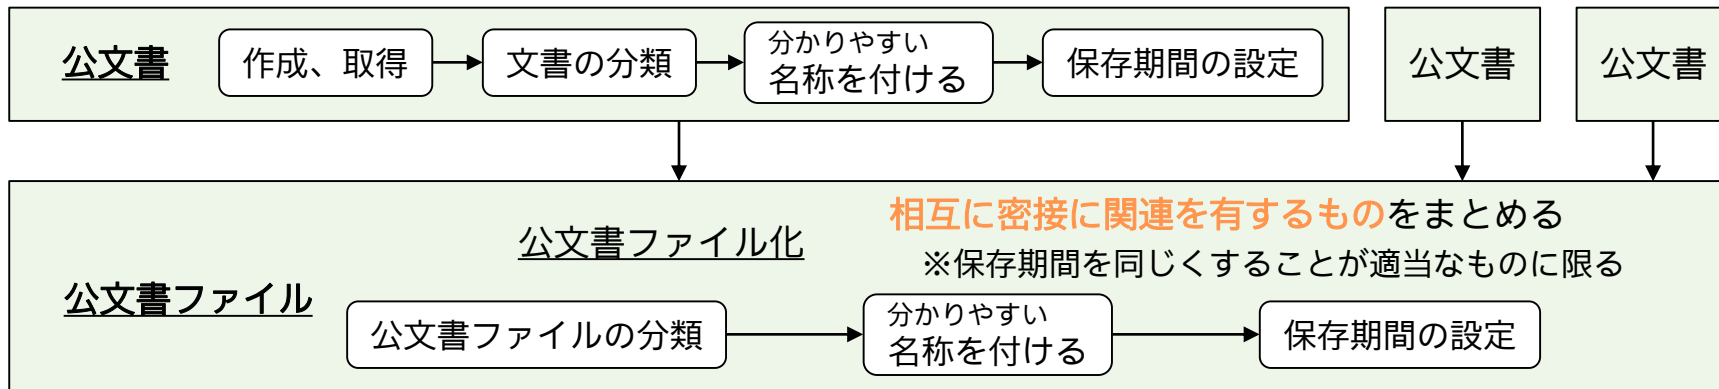 公文書
作成、取得
文書の分類
分かりやすい
名称を付ける
保存期間の設定
公文書
公文書
公文書ファイル
公文書ファイル化
相互に密接に関連を有するものをまとめる
※保存期間を同じくすることが適当なものに限る
公文書ファイルの分類
分かりやすい
名称を付ける
保存期間の設定